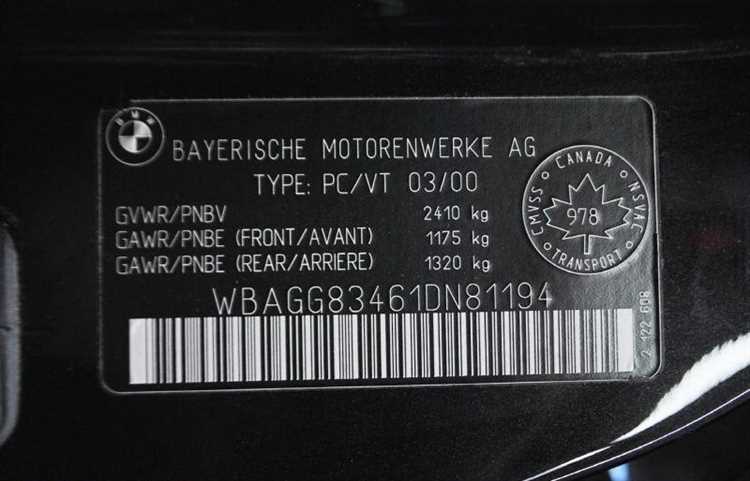 BMW
BAYERISCHE MOTORENWERKE AG
TYPE: PC/VT 03/00
GVWR/PNBV 2410 kg
GAWR/PNBE (FRONT/AVANT) 1175 kg
GAWR/PNBE (REAR/ARRIERE) 1320 kg
CANADA
CMVSS
NSVAC
978
TRANSPORT
WBAGG83461DN81194
2 122 608